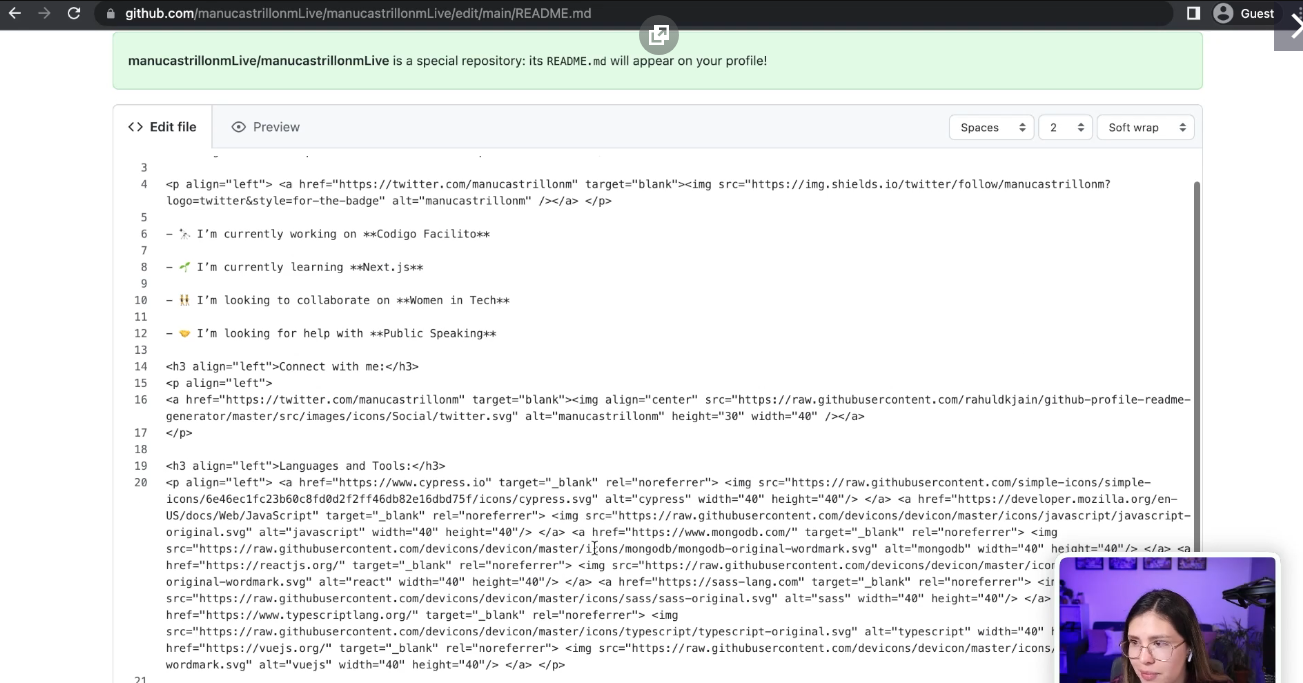 github.com/manucastrillonmLive/manucastrillonmLive/edit/main/README.md
Guest
manucastrillonmLive/manucastrillonmLive is a special repository: its README.md will appear on your profile!
<> Edit file
Preview
Spaces
2
Soft wrap
3
4 <p align="left"> <a href="https://twitter.com/manucastrillonm" target="blank"><img src="https://img.shields.io/twitter/follow/manucastrillonm?
logo=twitter&style=for-the-badge" alt="manucastrillonm" /></a> </p>
5
6 - 🔭 I’m currently working on **Codigo Facilito**
7
8 - 🌱 I’m currently learning **Next.js**
9
10 - 👯 I’m looking to collaborate on **Women in Tech**
11
12 - 🤝 I’m looking for help with **Public Speaking**
13
14 <h3 align="left">Connect with me:</h3>
15 <p align="left">
16 <a href="https://twitter.com/manucastrillonm" target="blank"><img align="center" src="https://raw.githubusercontent.com/rahuldkjain/github-profile-readme-
generator/master/src/images/icons/Social/twitter.svg" alt="manucastrillonm" height="30" width="40" /></a>
17 </p>
18
19 <h3 align="left">Languages and Tools:</h3>
20 <p align="left"> <a href="https://www.cypress.io" target="_blank" rel="noreferrer"> <img src="https://raw.githubusercontent.com/simple-icons/simple-
icons/6e46ec1fc23b60c8fd0d2f2ff46db82e16dbd75f/icons/cypress.svg" alt="cypress" width="40" height="40"/> </a> <a href="https://developer.mozilla.org/en-
US/docs/Web/JavaScript" target="_blank" rel="noreferrer"> <img src="https://raw.githubusercontent.com/devicons/devicon/master/icons/javascript/javascript-
original.svg" alt="javascript" width="40" height="40"/> </a> <a href="https://www.mongodb.com/" target="_blank" rel="noreferrer"> <img
src="https://raw.githubusercontent.com/devicons/devicon/master/icons/mongodb/mongodb-original-wordmark.svg" alt="mongodb" width="40" height="40"/> </a> <a
href="https://reactjs.org/" target="_blank" rel="noreferrer"> <img src="https://raw.githubusercontent.com/devicons/devicon/master/icon
original-wordmark.svg" alt="react" width="40" height="40"/> </a> <a href="https://sass-lang.com" target="_blank" rel="noreferrer"> <im
src="https://raw.githubusercontent.com/devicons/devicon/master/icons/sass/sass-original.svg" alt="sass" width="40" height="40"/> </a>
href="https://www.typescriptlang.org/" target="_blank" rel="noreferrer"> <img
src="https://raw.githubusercontent.com/devicons/devicon/master/icons/typescript/typescript-original.svg" alt="typescript" width="40"
href="https://vuejs.org/" target="_blank" rel="noreferrer"> <img src="https://raw.githubusercontent.com/devicons/devicon/master/icons/
wordmark.svg" alt="vuejs" width="40" height="40"/> </a> </p>
21